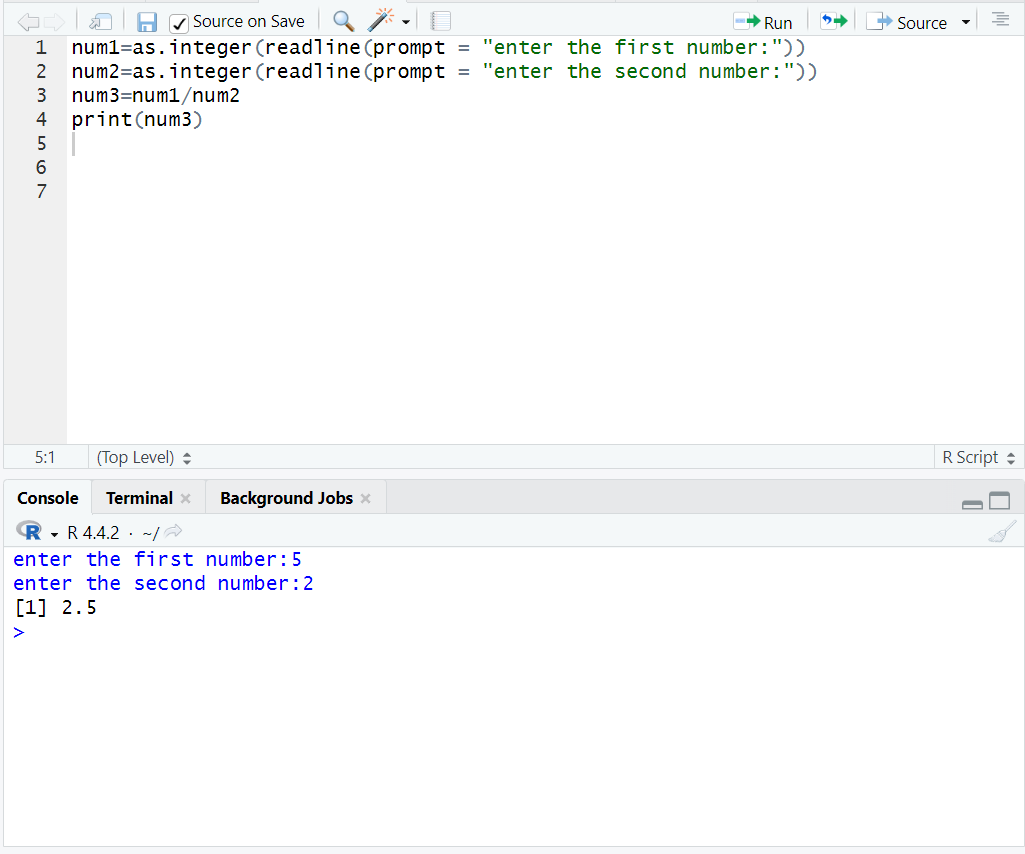 Source on Save Run Source
1 num1=as.integer(readline(prompt = "enter the first number:"))
2 num2=as.integer(readline(prompt = "enter the second number:"))
3 num3=num1/num2
4 print(num3)
5
6
7
5:1 (Top Level) R Script
Console Terminal Background Jobs
R R 4.4.2 · ~/
enter the first number:5
enter the second number:2
[1] 2.5
>